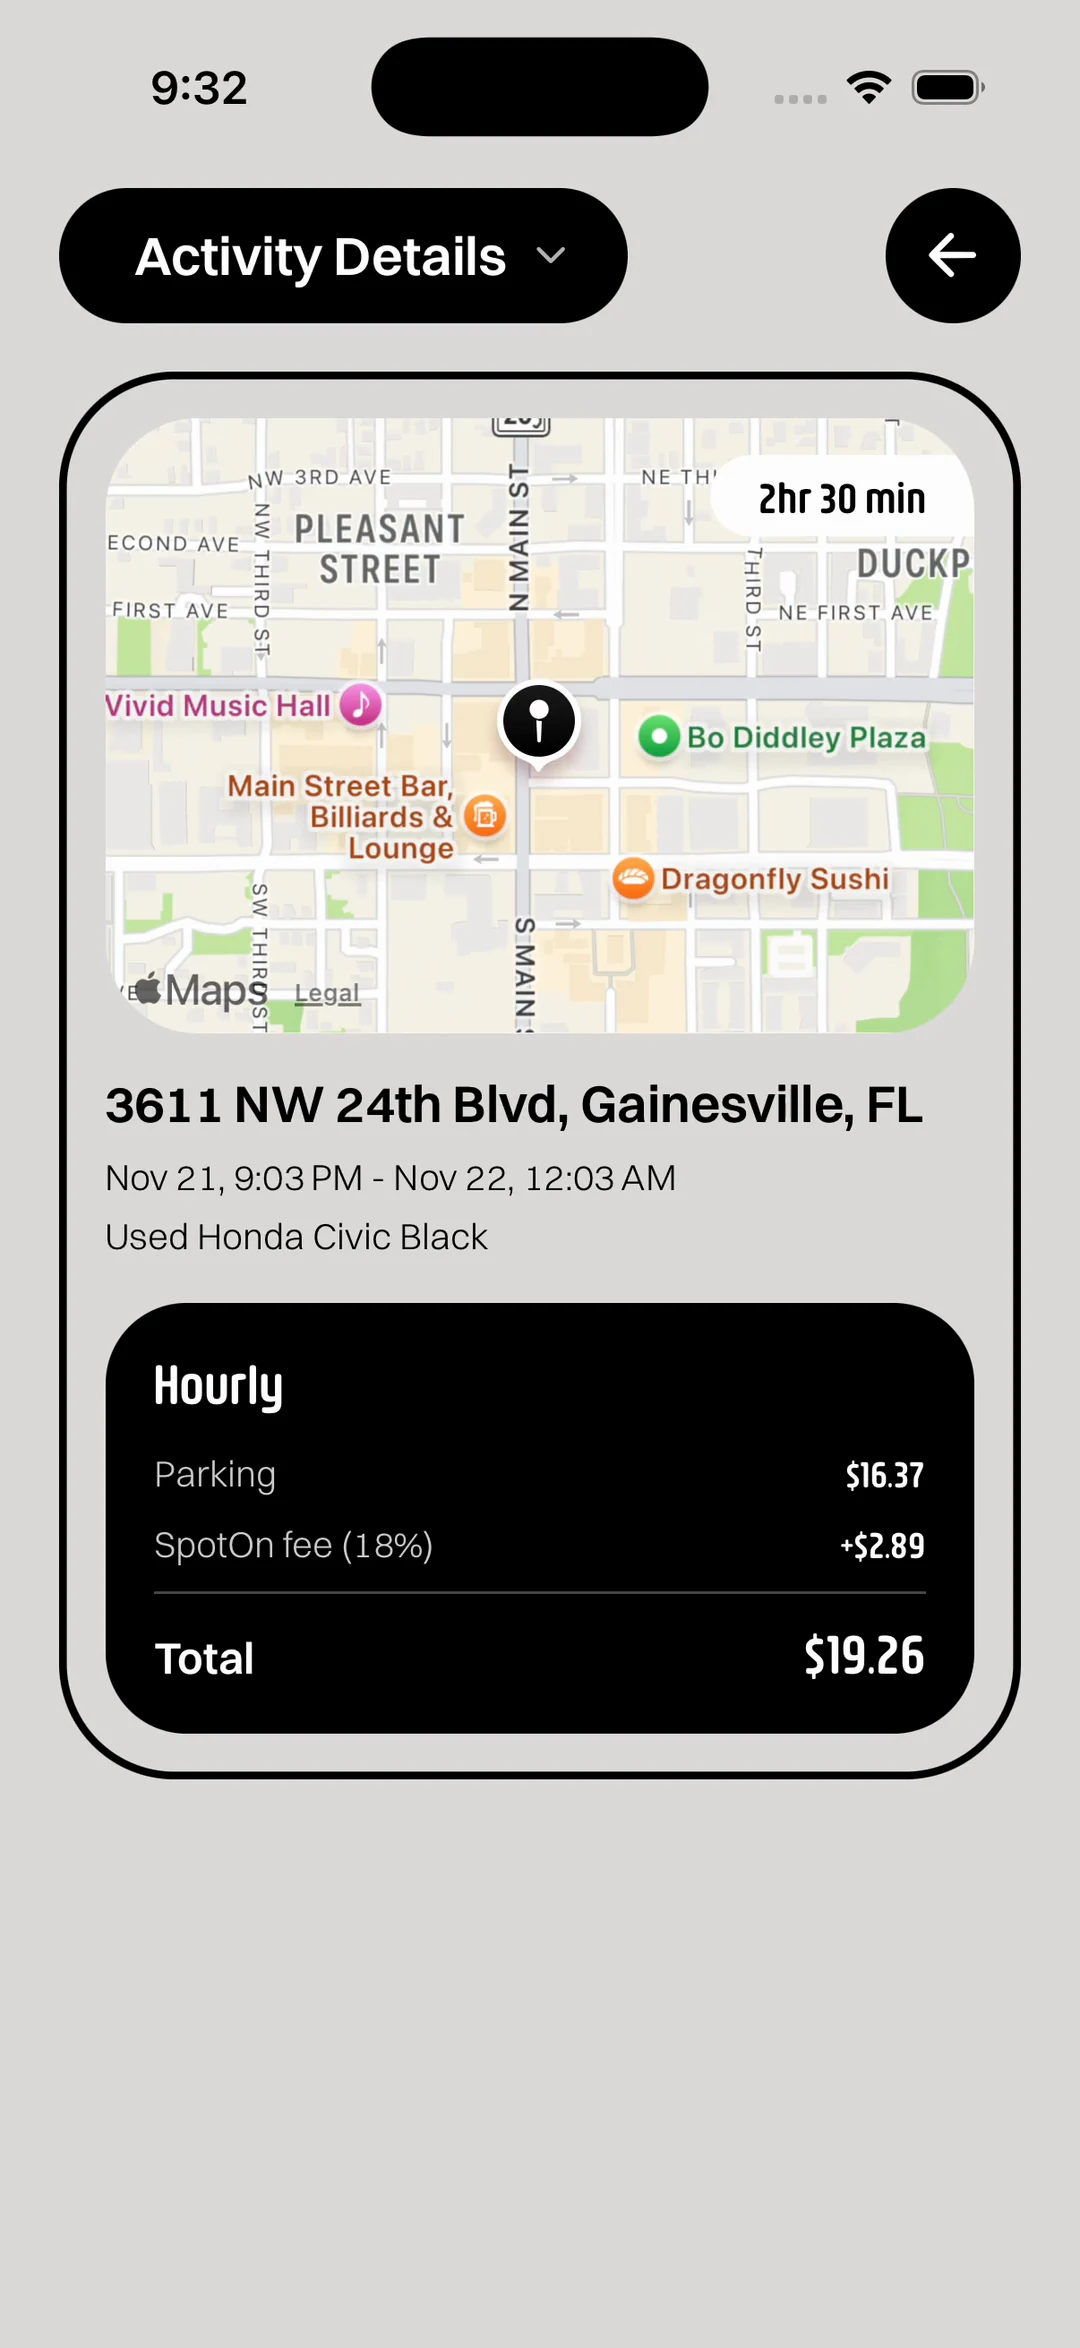 9:32
Activity Details
NW 3RD AVE
NE TH
2hr 30 min
PLEASANT
STREET
N MAIN ST
ECOND AVE
NW THIRD ST
DUCKP
THIRD ST
FIRST AVE
NE FIRST AVE
Vivid Music Hall
Bo Diddley Plaza
Main Street Bar,
Billiards &
Lounge
Dragonfly Sushi
SW THIRD ST
S MAIN S
Maps
Legal
3611 NW 24th Blvd, Gainesville, FL
Nov 21, 9:03 PM - Nov 22, 12:03 AM
Used Honda Civic Black
Hourly
Parking
$16.37
SpotOn fee (18%)
+$2.89
Total
$19.26